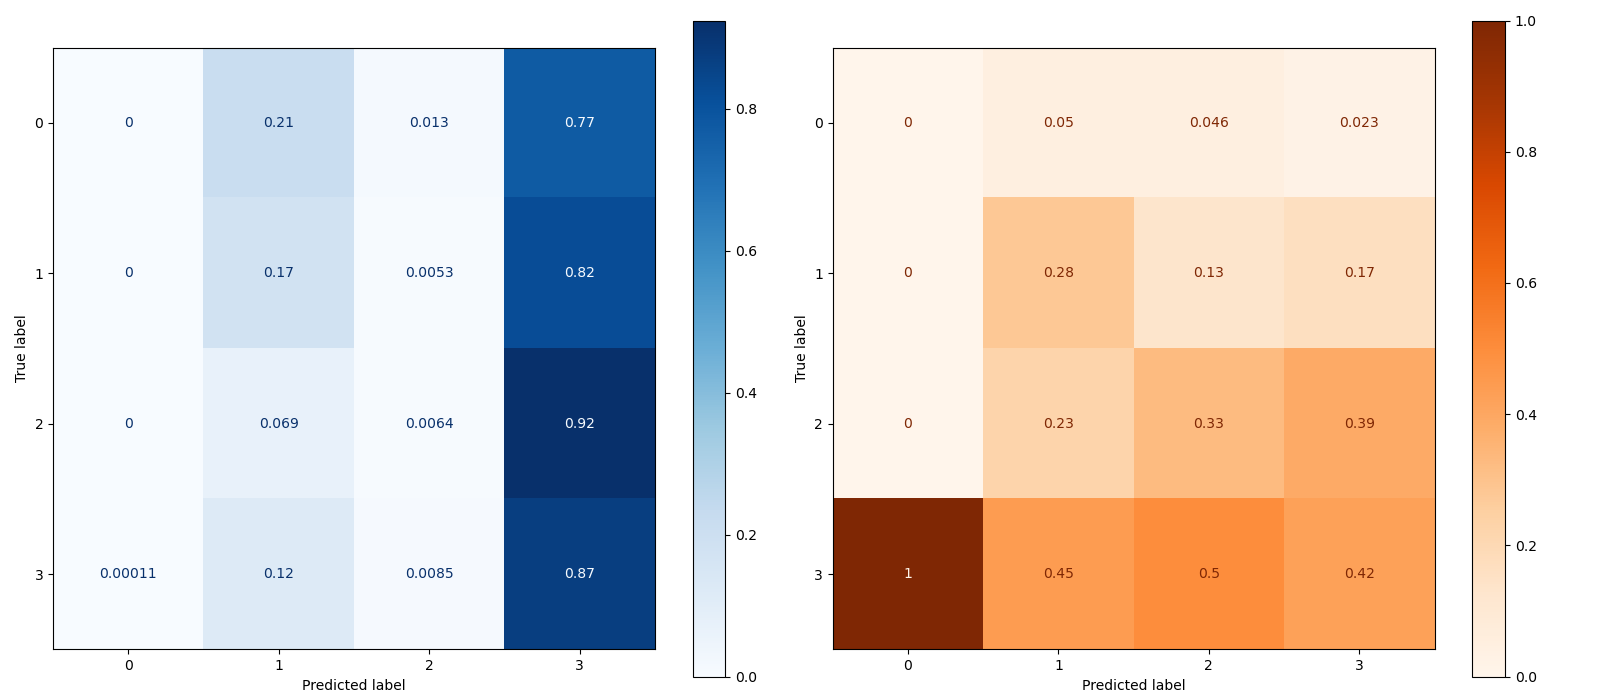 0 0 0.21 0.013 0.77
1 0 0.17 0.0053 0.82
2 0 0.069 0.0064 0.92
3 0.00011 0.12 0.0085 0.87
0 1 2 3
Predicted label
True label
0.8
0.6
0.4
0.2
0.0
0 0 0.05 0.046 0.023
1 0 0.28 0.13 0.17
2 0 0.23 0.33 0.39
3 1 0.45 0.5 0.42
0 1 2 3
Predicted label
True label
1.0
0.8
0.6
0.4
0.2
0.0